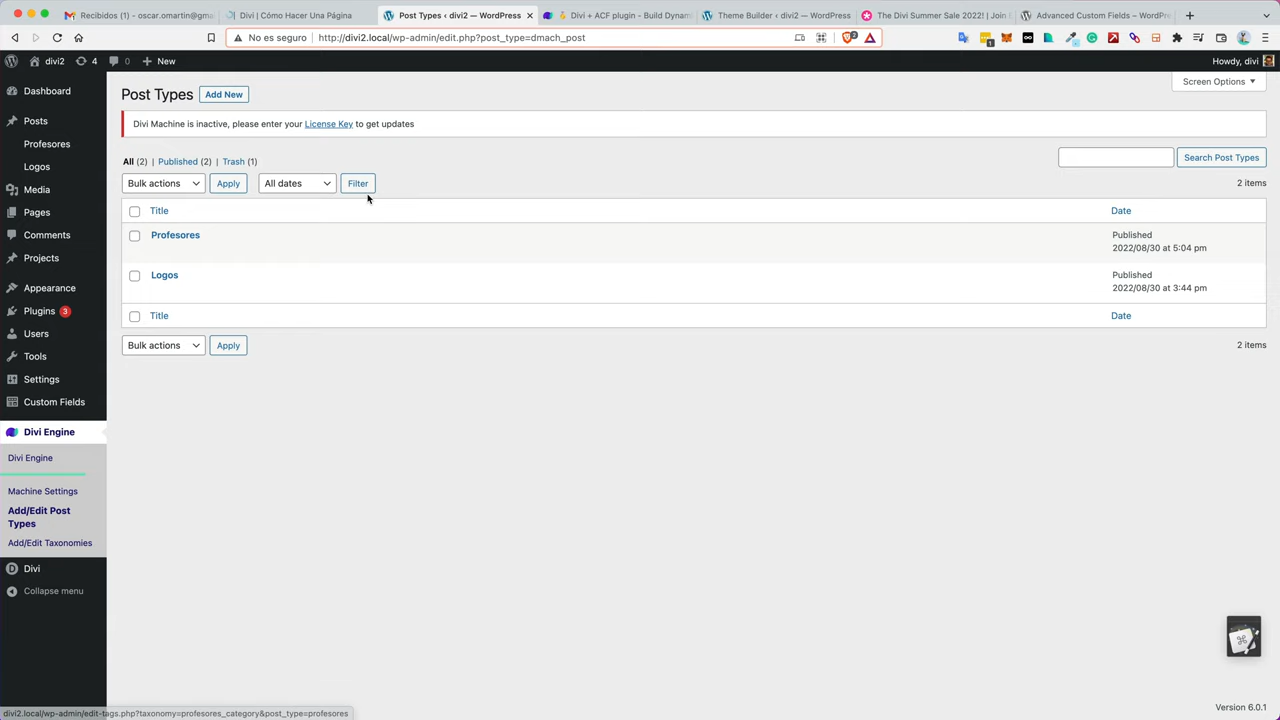 Recibidos (1) - oscar.omartin@gma
Divi | Cómo Hacer Una Página
Post Types ‹ divi2 — WordPress
Divi + ACF plugin - Build Dynam
Theme Builder ‹ divi2 — WordPress
The Divi Summer Sale 2022! | Join
Advanced Custom Fields – WordPre
No es seguro
http://divi2.local/wp-admin/edit.php?post_type=dmach_post
divi2
4
0
New
Howdy, divi
Dashboard
Posts
Profesores
Logos
Media
Pages
Comments
Projects
Appearance
Plugins 3
Users
Tools
Settings
Custom Fields
Divi Engine
Divi Engine
Machine Settings
Add/Edit Post
Types
Add/Edit Taxonomies
Divi
Collapse menu
Screen Options
Post Types
Add New
Divi Machine is inactive, please enter your License Key to get updates
All (2) | Published (2) | Trash (1)
Search Post Types
Bulk actions
Apply
All dates
Filter
2 items
Title
Date
Profesores
Published
2022/08/30 at 5:04 pm
Logos
Published
2022/08/30 at 3:44 pm
Title
Date
Bulk actions
Apply
2 items
divi2.local/wp-admin/edit-tags.php?taxonomy=profesores_category&post_type=profesores
Version 6.0.1